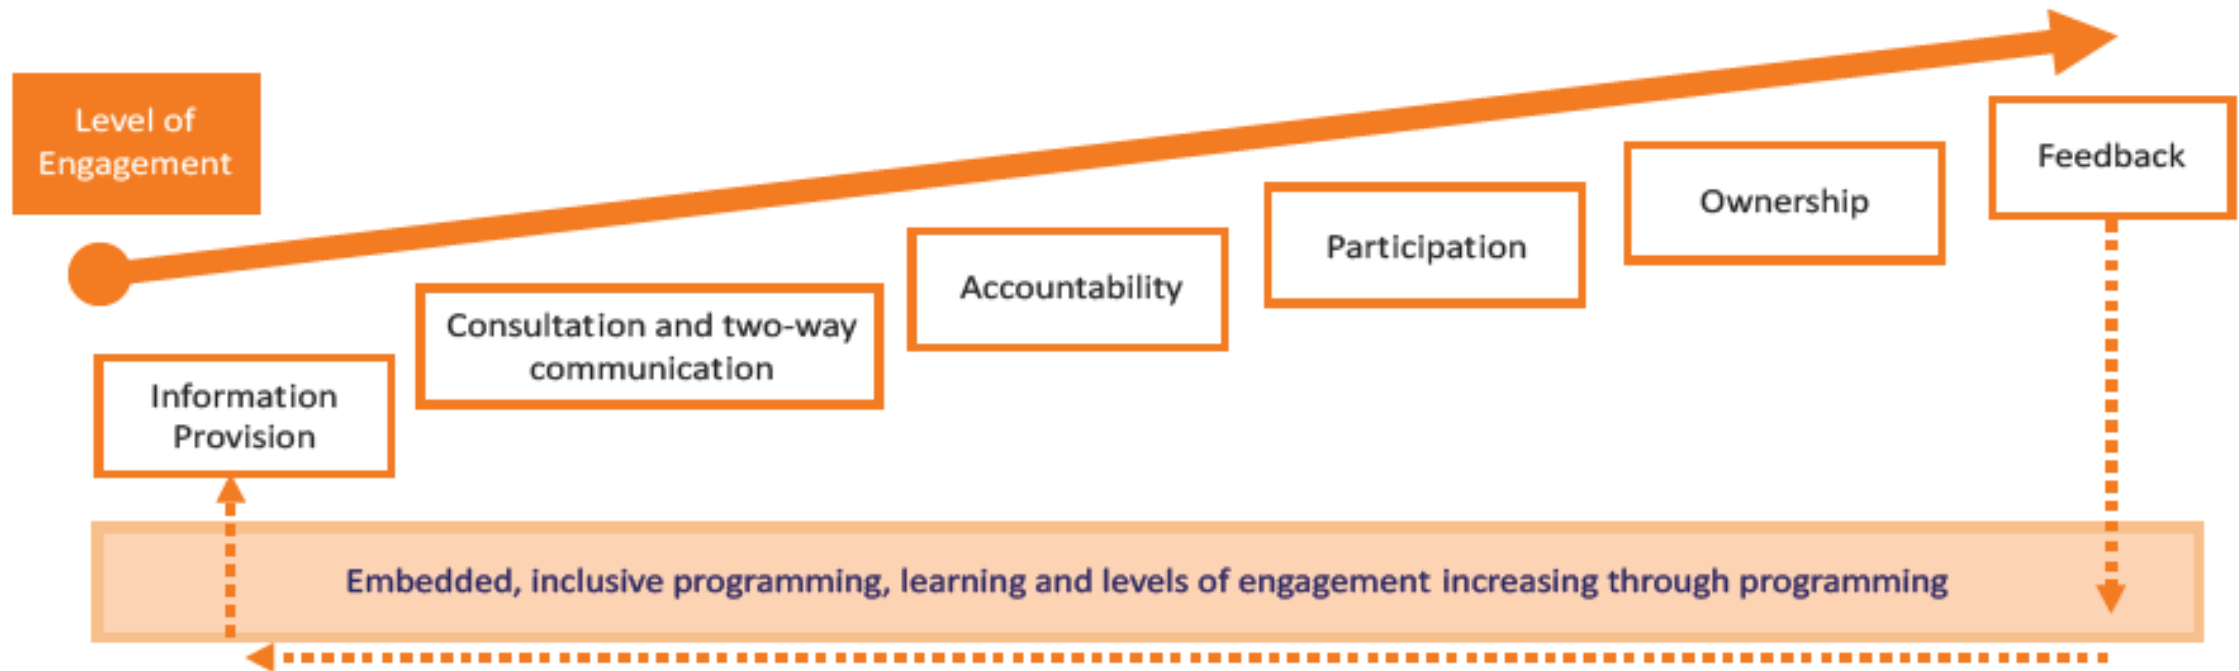 Level of
Engagement
Information
Provision
Consultation and two-way
communication
Accountability
Participation
Ownership
Feedback
Embedded, inclusive programming, learning and levels of engagement increasing through programming